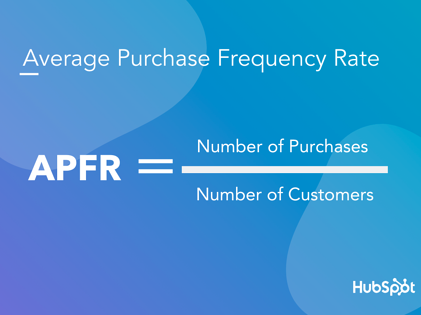 Average Purchase Frequency Rate
APFR =
Number of Purchases
Number of Customers
HubSpot